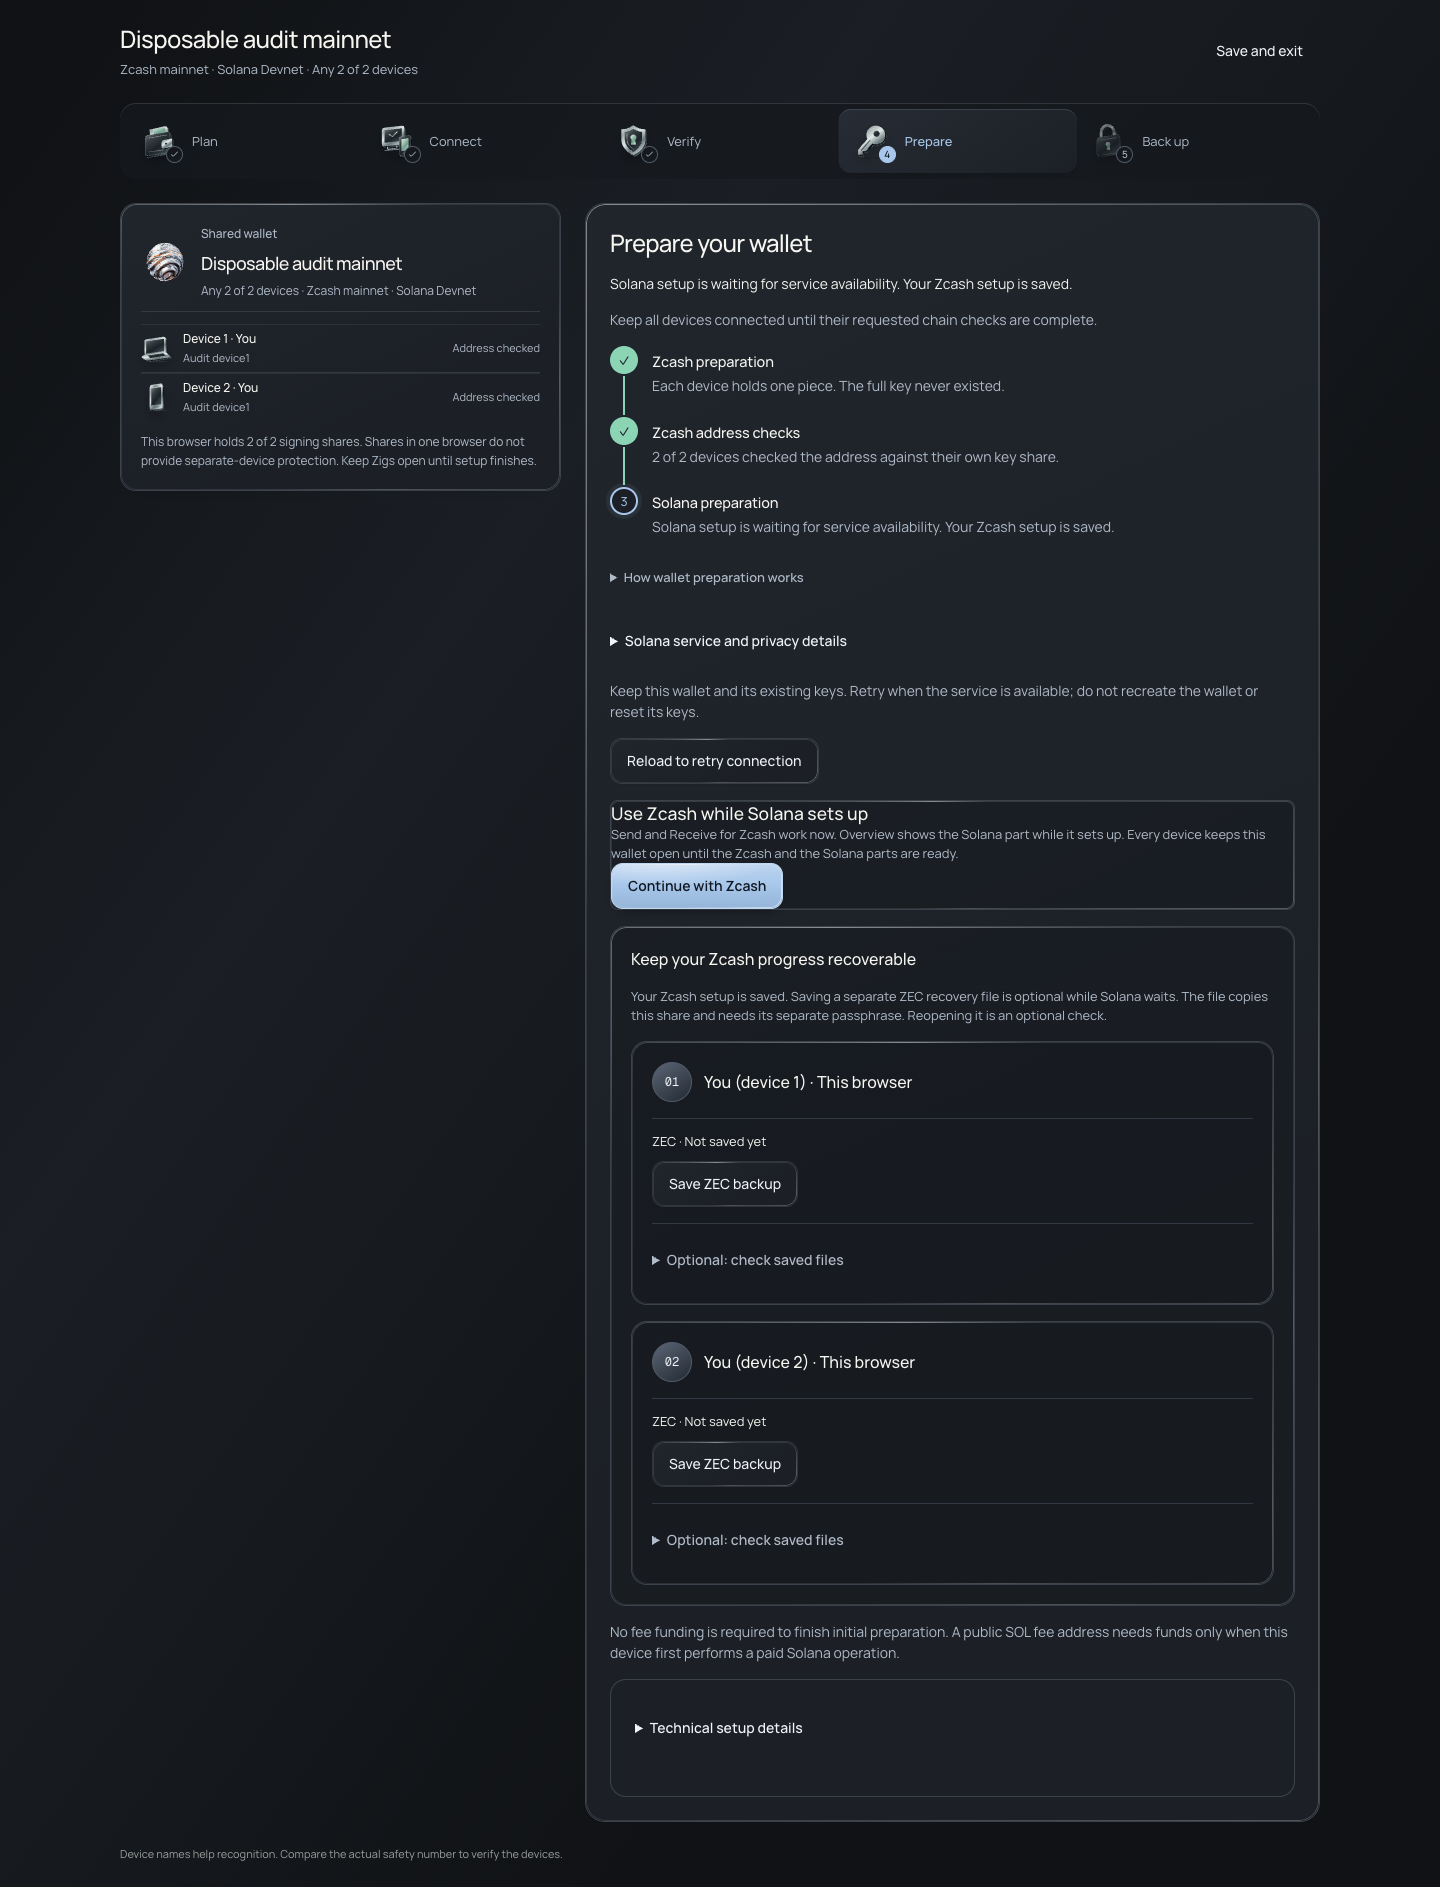 Disposable audit mainnet
Zcash mainnet · Solana Devnet · Any 2 of 2 devices
Save and exit
Plan
Connect
Verify
4
Prepare
5
Back up
Shared wallet
Disposable audit mainnet
Any 2 of 2 devices · Zcash mainnet · Solana Devnet
Device 1 · You
Audit device1
Address checked
Device 2 · You
Audit device1
Address checked
This browser holds 2 of 2 signing shares. Shares in one browser do not
provide separate-device protection. Keep Zigs open until setup finishes.
Prepare your wallet
Solana setup is waiting for service availability. Your Zcash setup is saved.
Keep all devices connected until their requested chain checks are complete.
Zcash preparation
Each device holds one piece. The full key never existed.
Zcash address checks
2 of 2 devices checked the address against their own key share.
3
Solana preparation
Solana setup is waiting for service availability. Your Zcash setup is saved.
How wallet preparation works
Solana service and privacy details
Keep this wallet and its existing keys. Retry when the service is available; do not recreate the wallet or
reset its keys.
Reload to retry connection
Use Zcash while Solana sets up
Send and Receive for Zcash work now. Overview shows the Solana part while it sets up. Every device keeps this
wallet open until the Zcash and the Solana parts are ready.
Continue with Zcash
Keep your Zcash progress recoverable
Your Zcash setup is saved. Saving a separate ZEC recovery file is optional while Solana waits. The file copies
this share and needs its separate passphrase. Reopening it is an optional check.
01
You (device 1) · This browser
ZEC · Not saved yet
Save ZEC backup
Optional: check saved files
02
You (device 2) · This browser
ZEC · Not saved yet
Save ZEC backup
Optional: check saved files
No fee funding is required to finish initial preparation. A public SOL fee address needs funds only when this
device first performs a paid Solana operation.
Technical setup details
Device names help recognition. Compare the actual safety number to verify the devices.